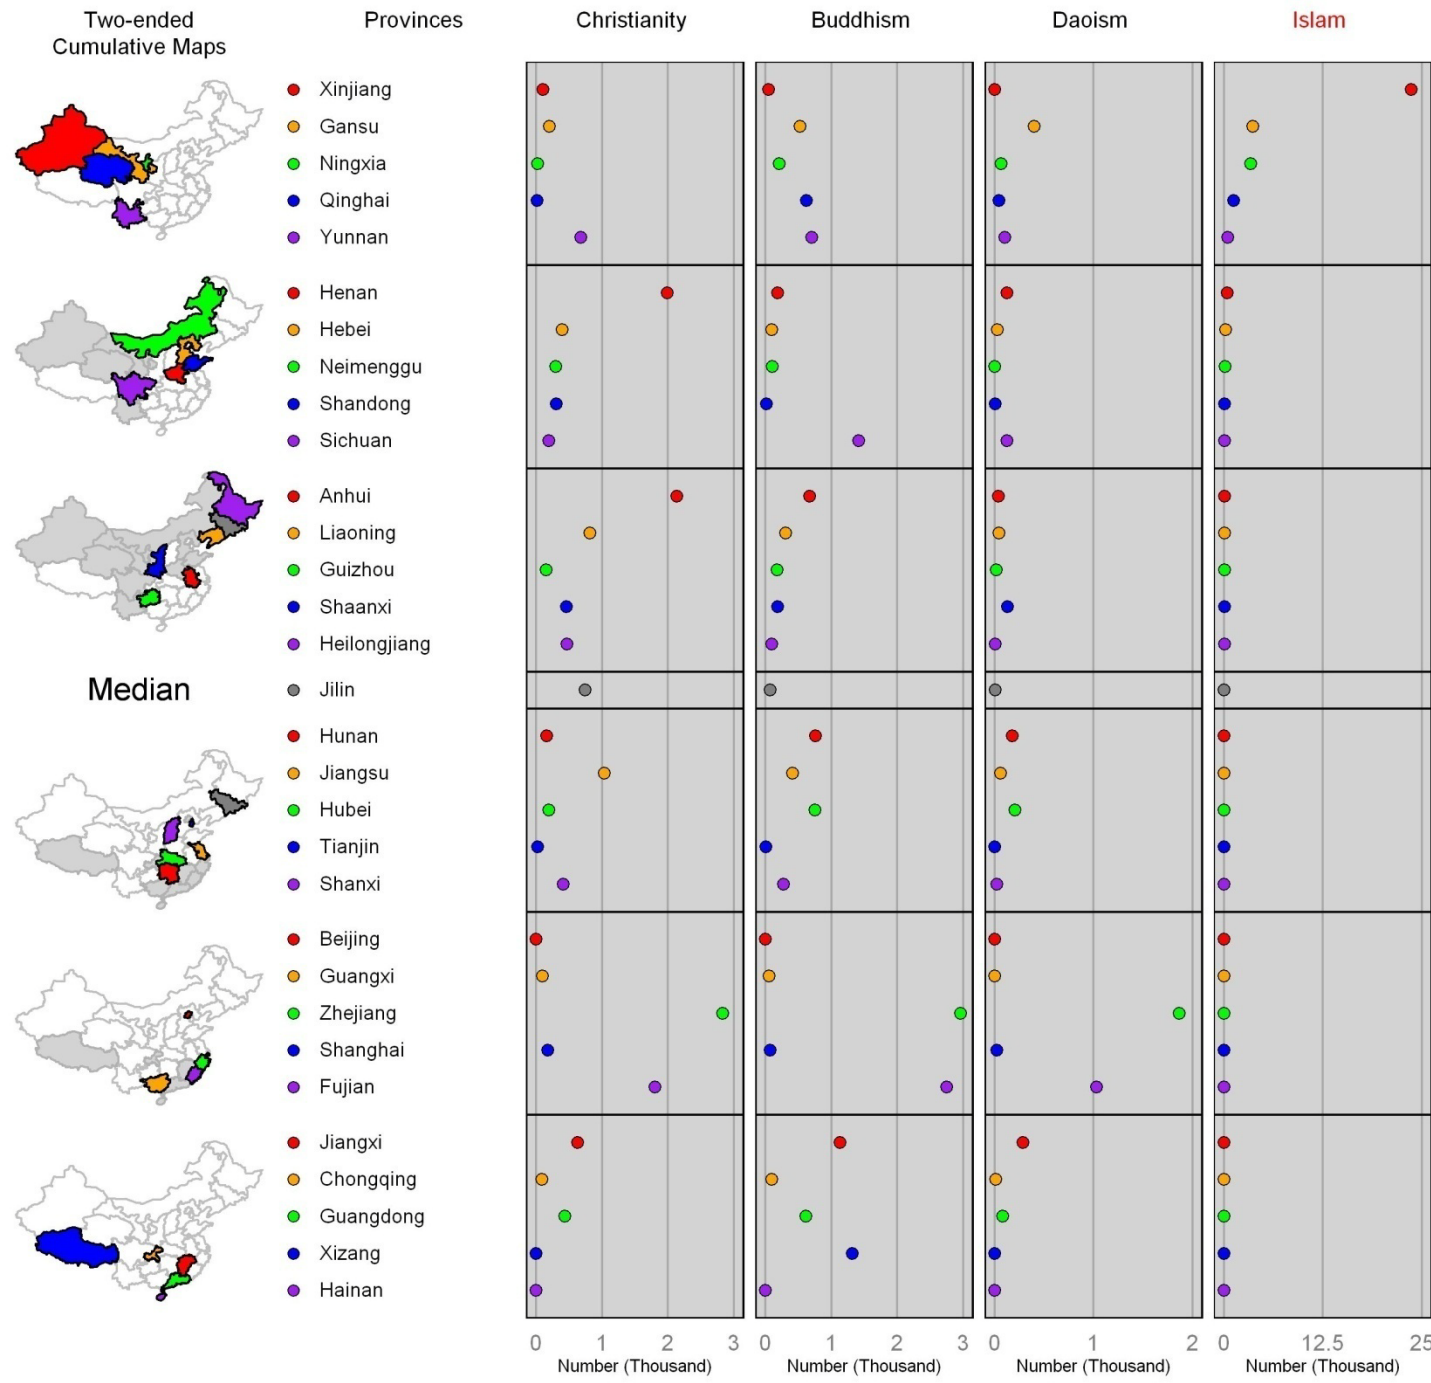 Two-ended
Cumulative Maps
Provinces
Christianity
Buddhism
Daoism
Islam
Xinjiang
Gansu
Ningxia
Qinghai
Yunnan
Henan
Hebei
Neimenggu
Shandong
Sichuan
Anhui
Liaoning
Guizhou
Shaanxi
Heilongjiang
Median
Jilin
Hunan
Jiangsu
Hubei
Tianjin
Shanxi
Beijing
Guangxi
Zhejiang
Shanghai
Fujian
Jiangxi
Chongqing
Guangdong
Xizang
Hainan
0 1 2 3
Number (Thousand)
0 1 2 3
Number (Thousand)
0 1 2
Number (Thousand)
0 12.5 25
Number (Thousand)